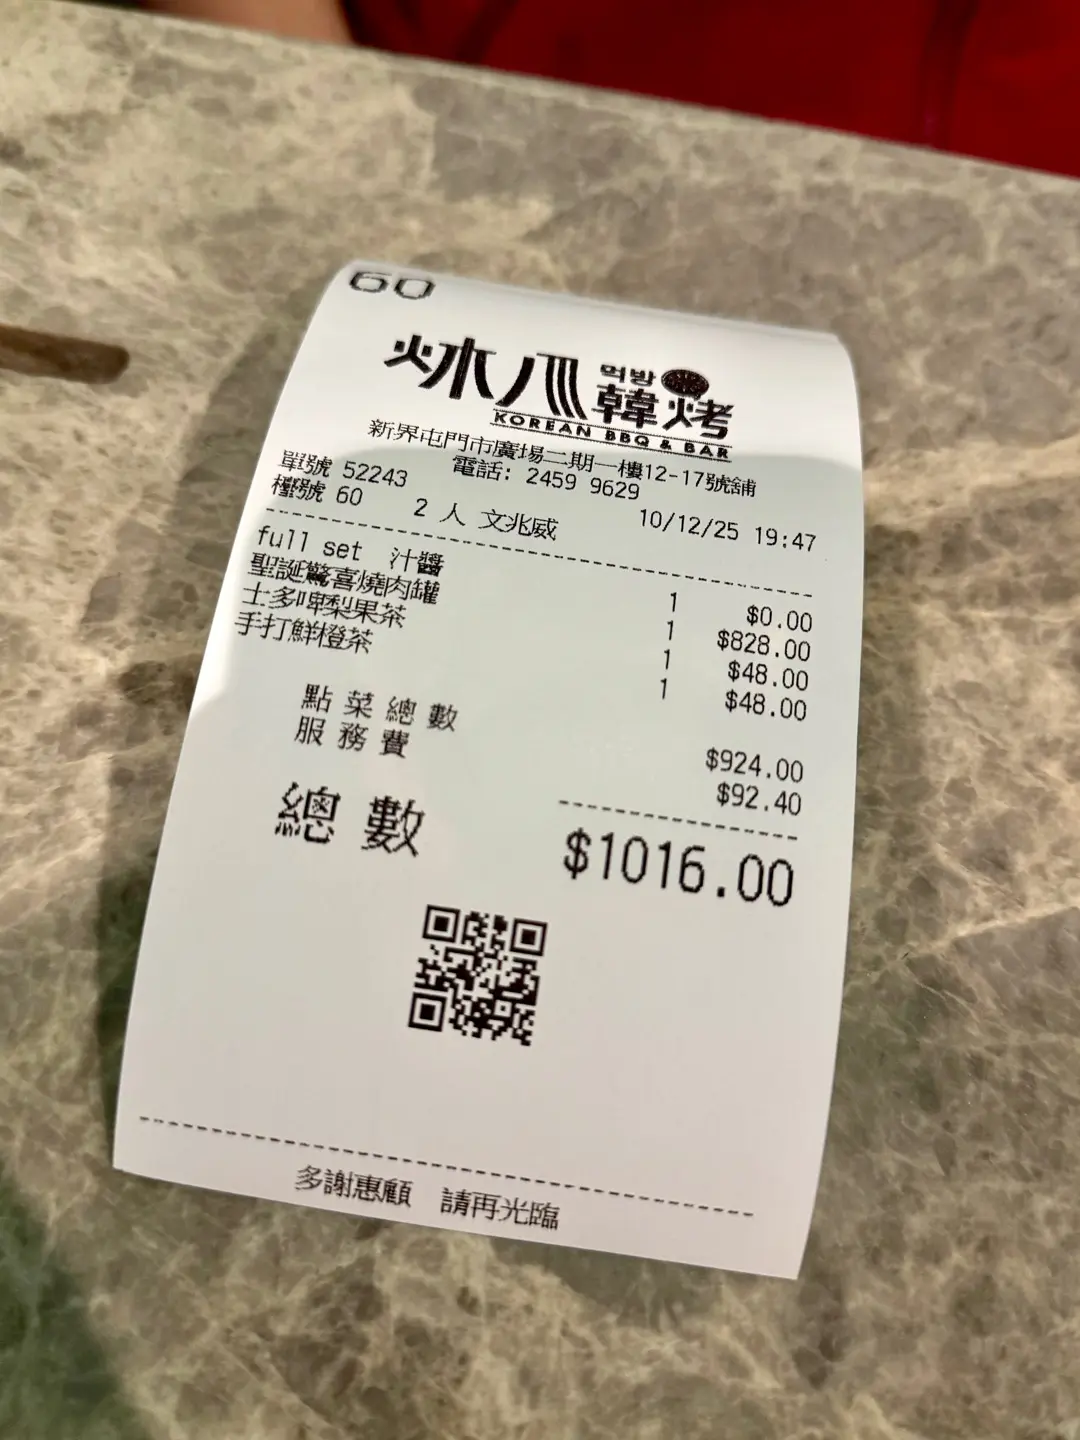 60
炑八 먹방 韓烤
KOREAN BBQ & BAR
新界屯門市廣場二期一樓12-17號舖
電話: 2459 9629
單號 52243
檯號 60 2 人 文兆威 10/12/25 19:47
full set 汁醬 1 $0.00
聖誕驚喜燒肉罐 1 $828.00
士多啤梨果茶 1 $48.00
手打鮮橙茶 1 $48.00
點菜總數 $924.00
服務費 $92.40
總數 $1016.00
多謝惠顧 請再光臨